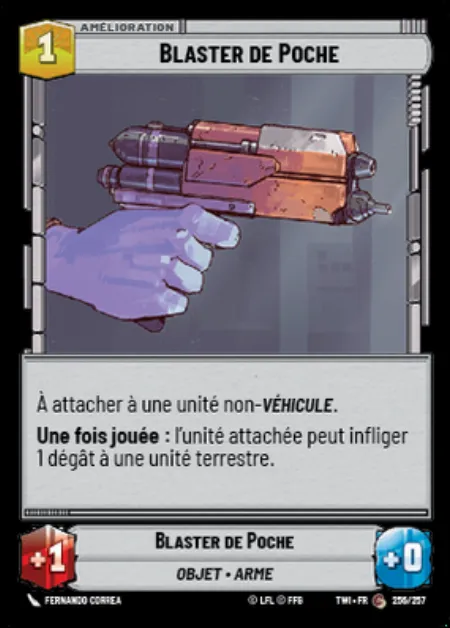 AMÉLIORATION
1
BLASTER DE POCHE
À attacher à une unité non-VÉHICULE.
Une fois jouée : l'unité attachée peut infliger
1 dégât à une unité terrestre.
+1
BLASTER DE POCHE
+0
OBJET • ARME
FERNANDO CORREA
© LFL © FFG
TWI • FR
C
256/257